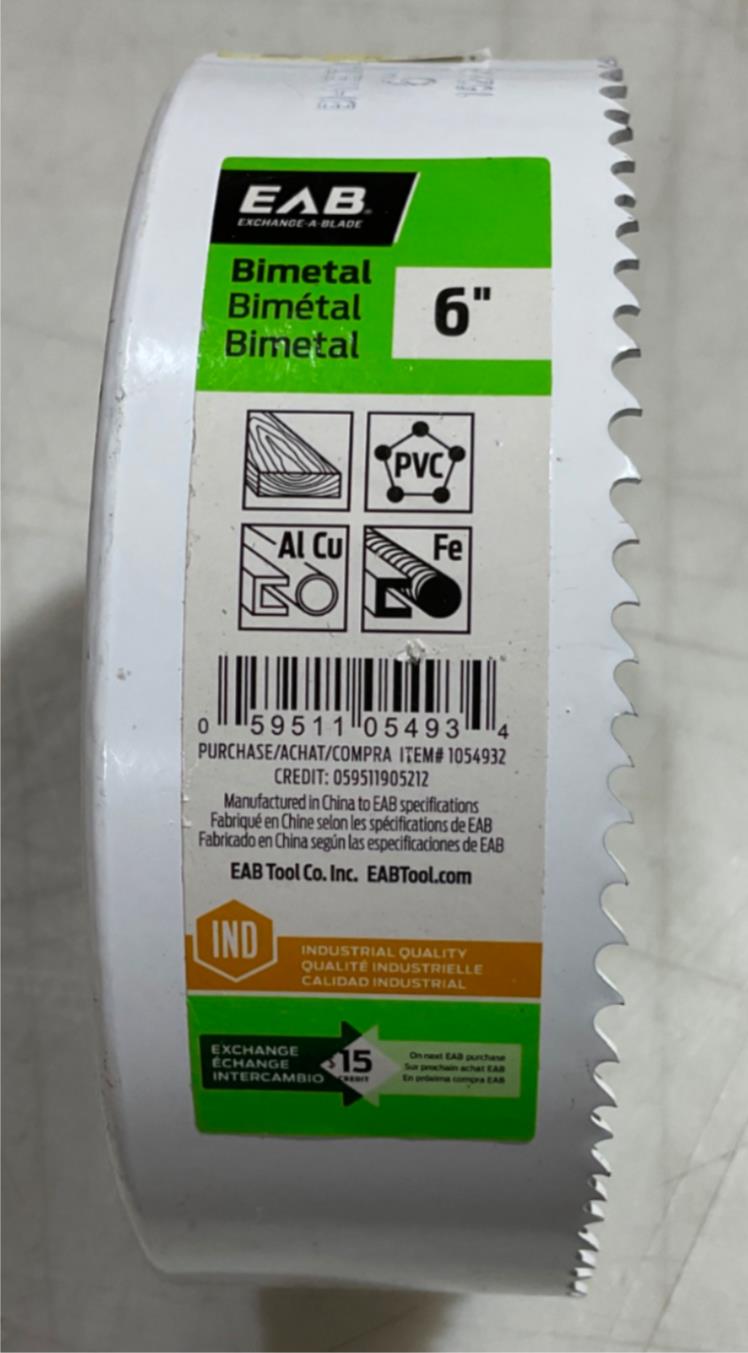 6"
EAB®
EXCHANGE-A-BLADE
Bimetal
Bimétal
Bimetal
6"
PVC
Al Cu
Fe
0 59511 05493 4
PURCHASE/ACHAT/COMPRA ITEM# 1054932
CREDIT: 059511905212
Manufactured in China to EAB specifications
Fabriqué en Chine selon les spécifications de EAB
Fabricado en China según las especificaciones de EAB
EAB Tool Co. Inc. EABTool.com
IND
INDUSTRIAL QUALITY
QUALITÉ INDUSTRIELLE
CALIDAD INDUSTRIAL
EXCHANGE
ÉCHANGE
INTERCAMBIO
$15
CREDIT
On next EAB purchase
Sur prochain achat EAB
En próxima compra EAB